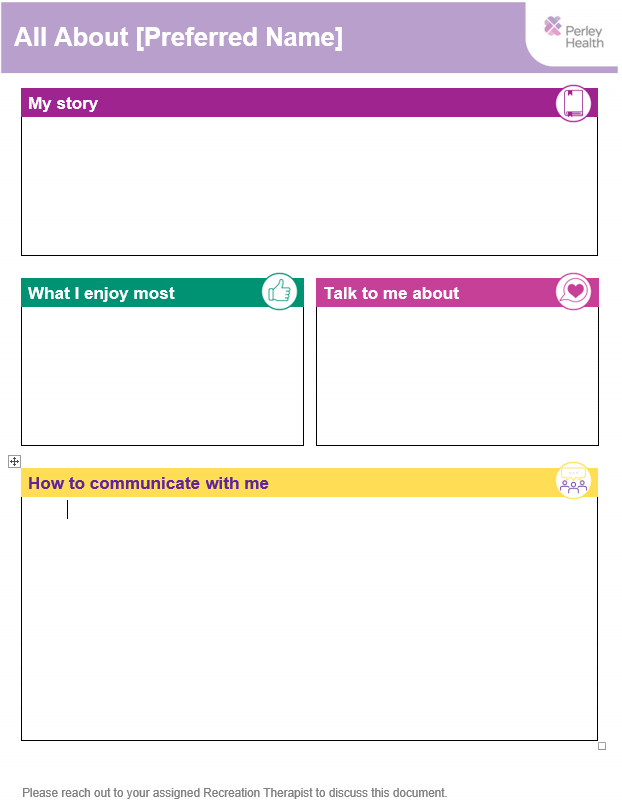 All About [Preferred Name]
Perley
Health
My story
What I enjoy most
Talk to me about
How to communicate with me
Please reach out to your assigned Recreation Therapist to discuss this document.